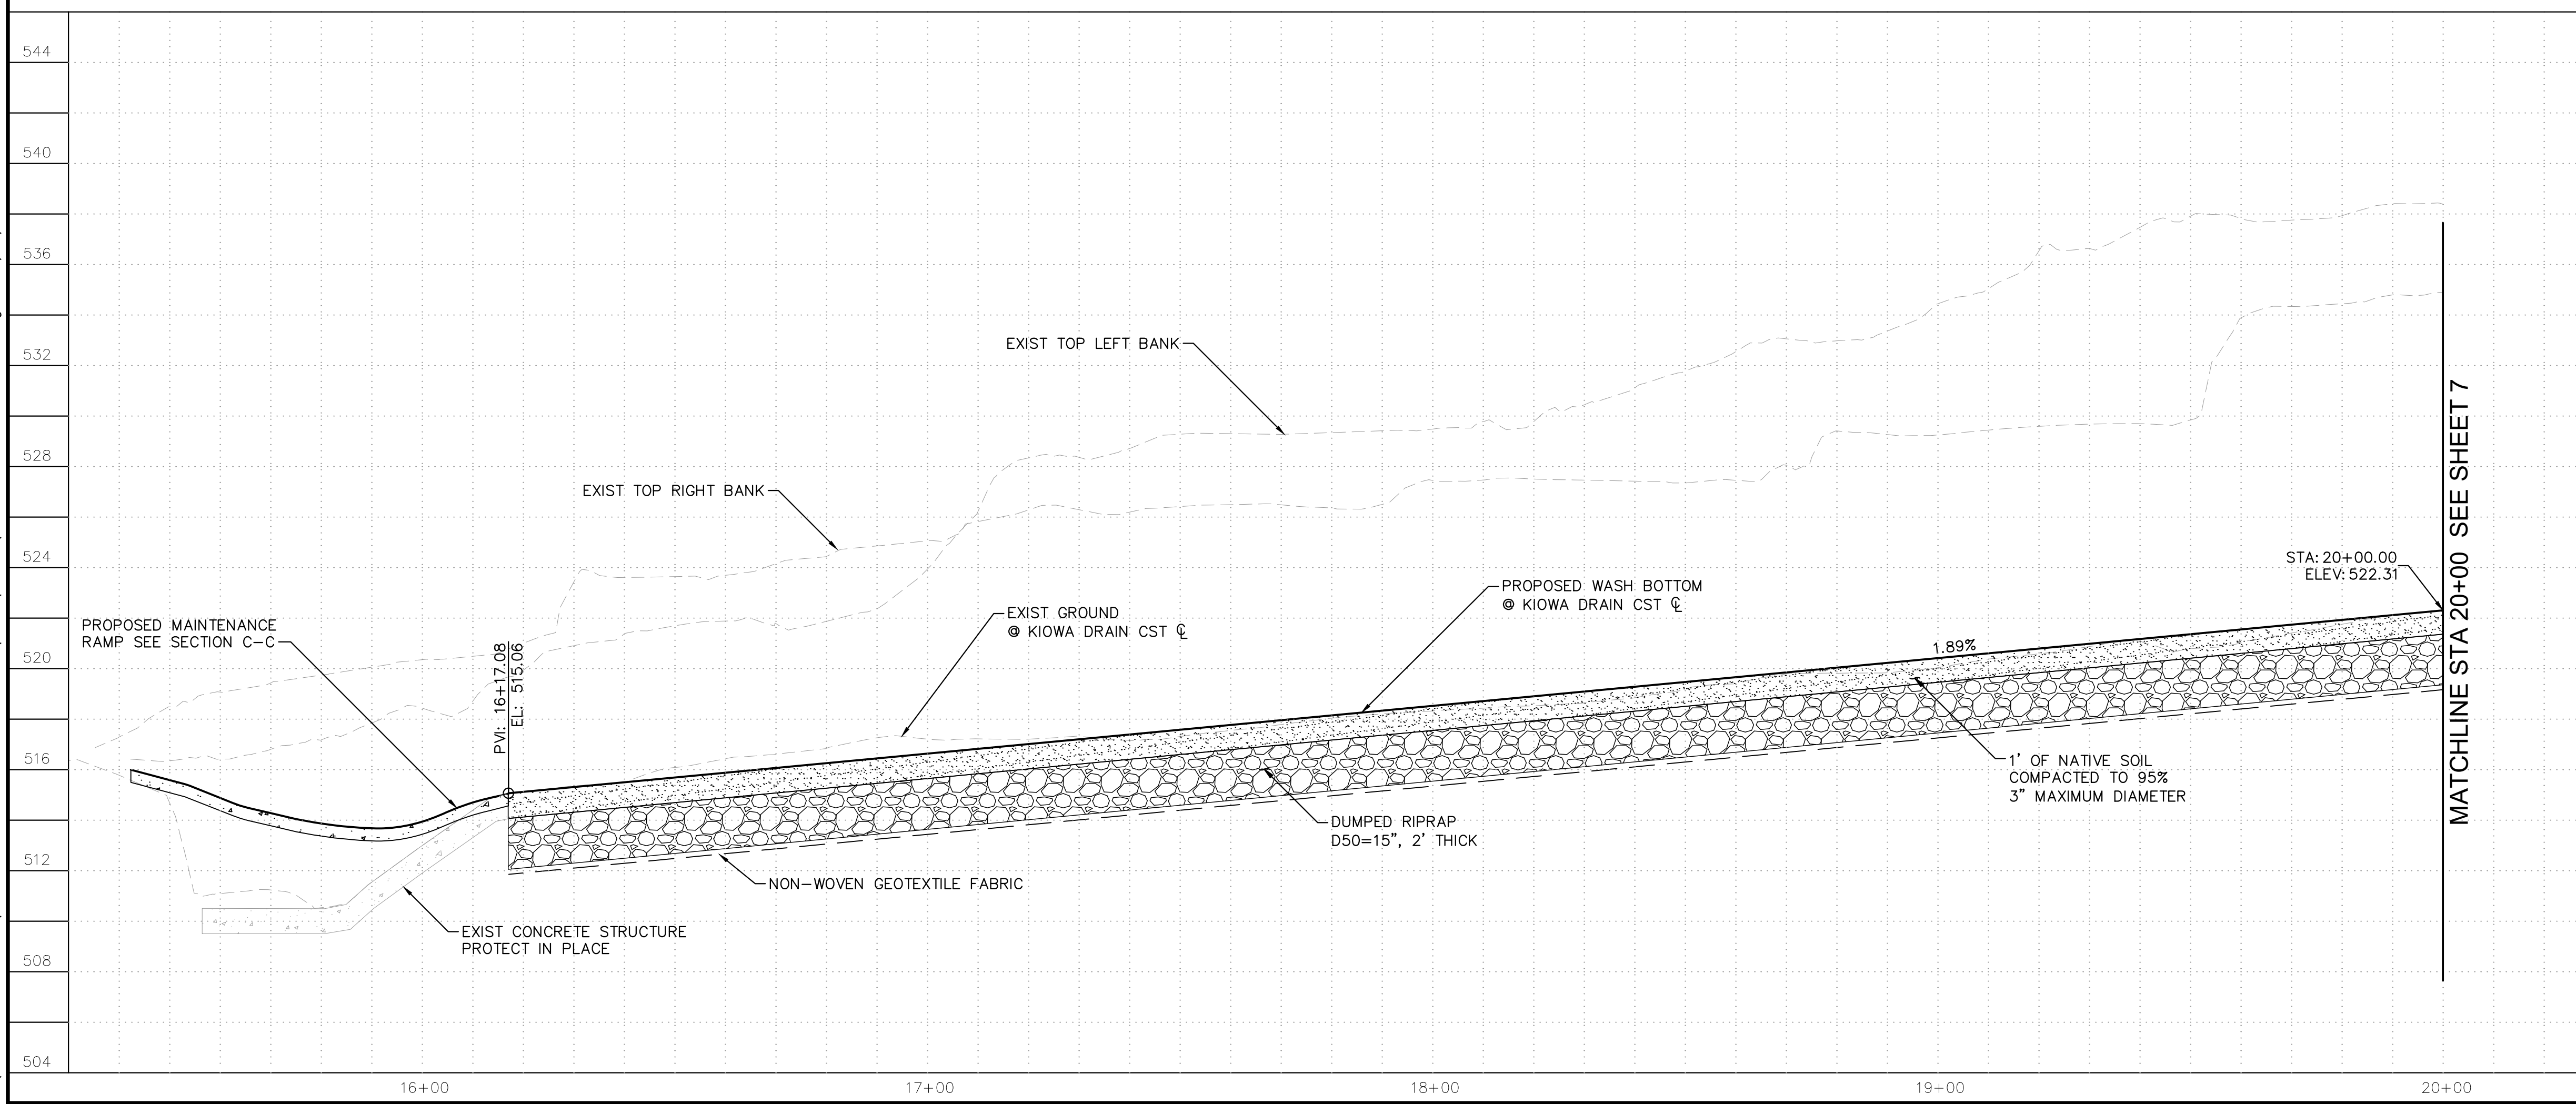 544
540
536
532
528
524
520
516
512
508
504
EXIST TOP LEFT BANK
EXIST TOP RIGHT BANK
STA: 20+00.00
ELEV: 522.31
PROPOSED WASH BOTTOM
@ KIOWA DRAIN CST ℄
EXIST GROUND
@ KIOWA DRAIN CST ℄
PROPOSED MAINTENANCE
RAMP SEE SECTION C-C
PVI: 16+17.08
EL: 515.06
1.89%
MATCHLINE STA 20+00 SEE SHEET 7
1' OF NATIVE SOIL
COMPACTED TO 95%
3" MAXIMUM DIAMETER
DUMPED RIPRAP
D50=15", 2' THICK
NON-WOVEN GEOTEXTILE FABRIC
EXIST CONCRETE STRUCTURE
PROTECT IN PLACE
16+00
17+00
18+00
19+00
20+00